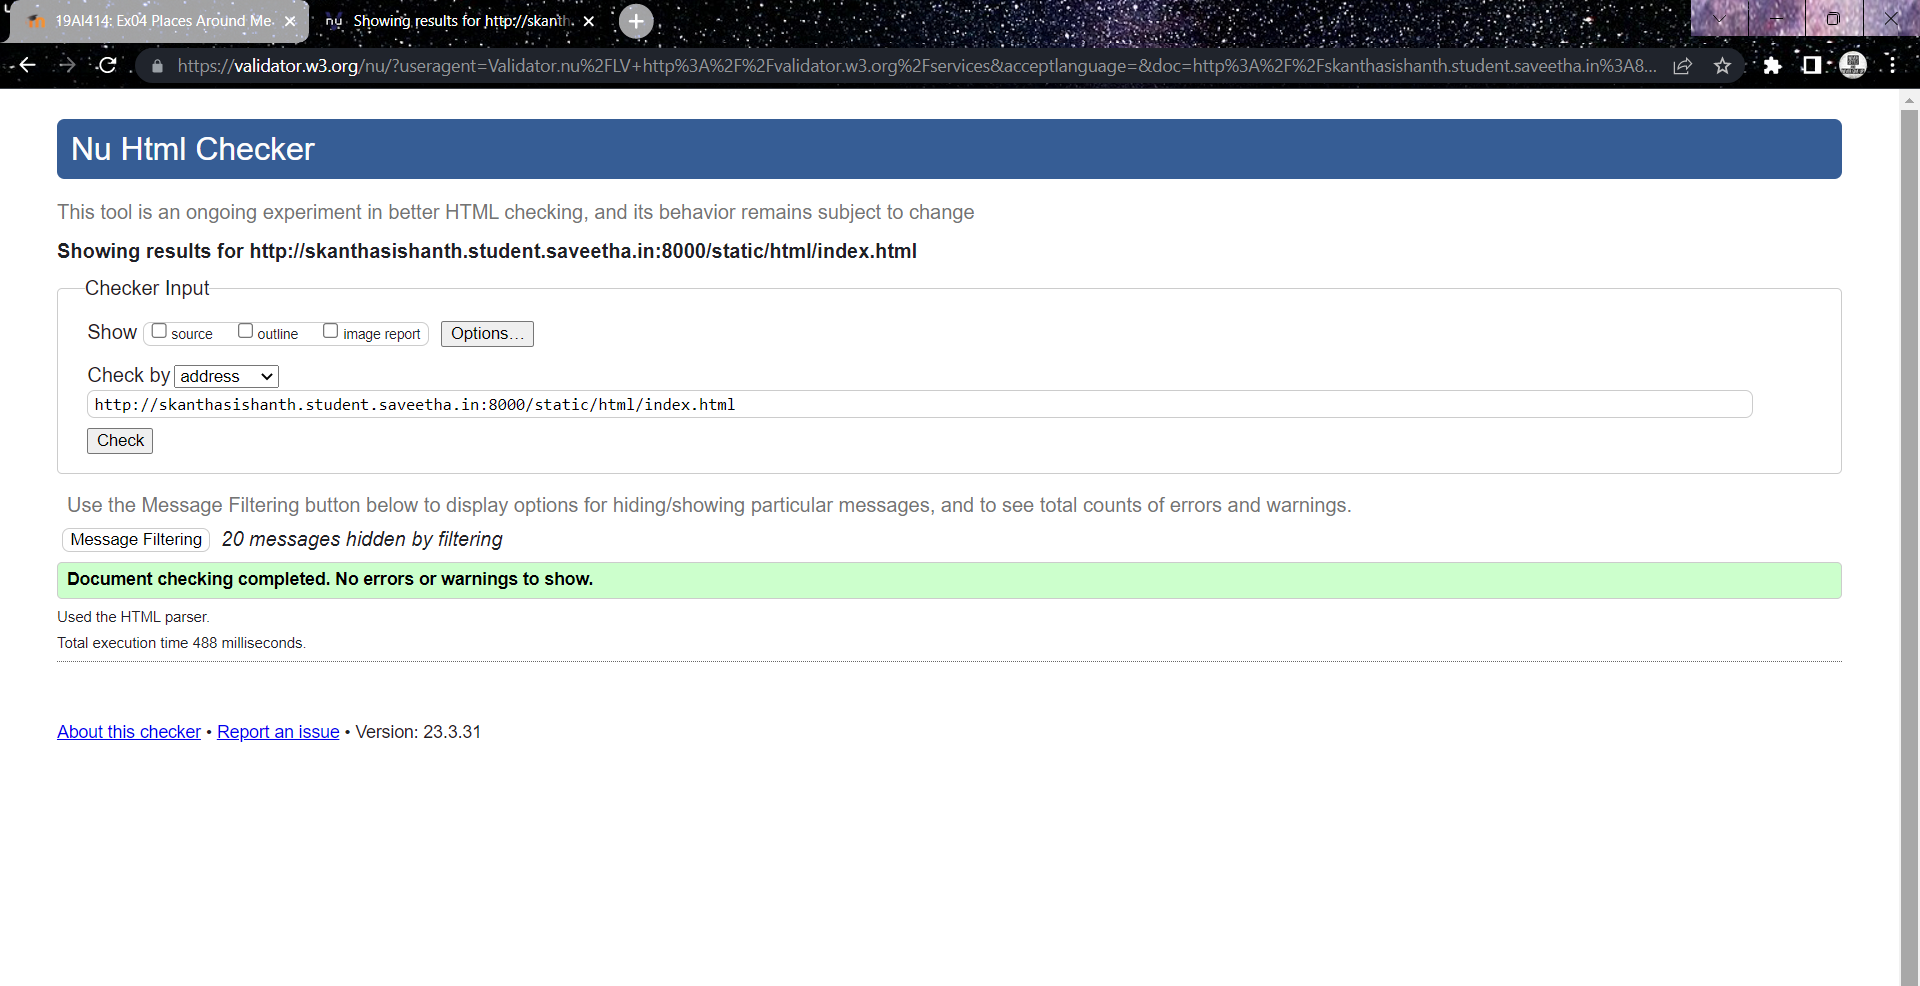 19AI414: Ex04 Places Around Me
Showing results for http://skanth
https://validator.w3.org/nu/?useragent=Validator.nu%2FLV+http%3A%2F%2Fvalidator.w3.org%2Fservices&acceptlanguage=&doc=http%3A%2F%2Fskanthasishanth.student.saveetha.in%3A8...
Nu Html Checker
This tool is an ongoing experiment in better HTML checking, and its behavior remains subject to change
Showing results for http://skanthasishanth.student.saveetha.in:8000/static/html/index.html
Checker Input
Show source outline image report Options…
Check by address
http://skanthasishanth.student.saveetha.in:8000/static/html/index.html
Check
Use the Message Filtering button below to display options for hiding/showing particular messages, and to see total counts of errors and warnings.
Message Filtering 20 messages hidden by filtering
Document checking completed. No errors or warnings to show.
Used the HTML parser.
Total execution time 488 milliseconds.
About this checker • Report an issue • Version: 23.3.31